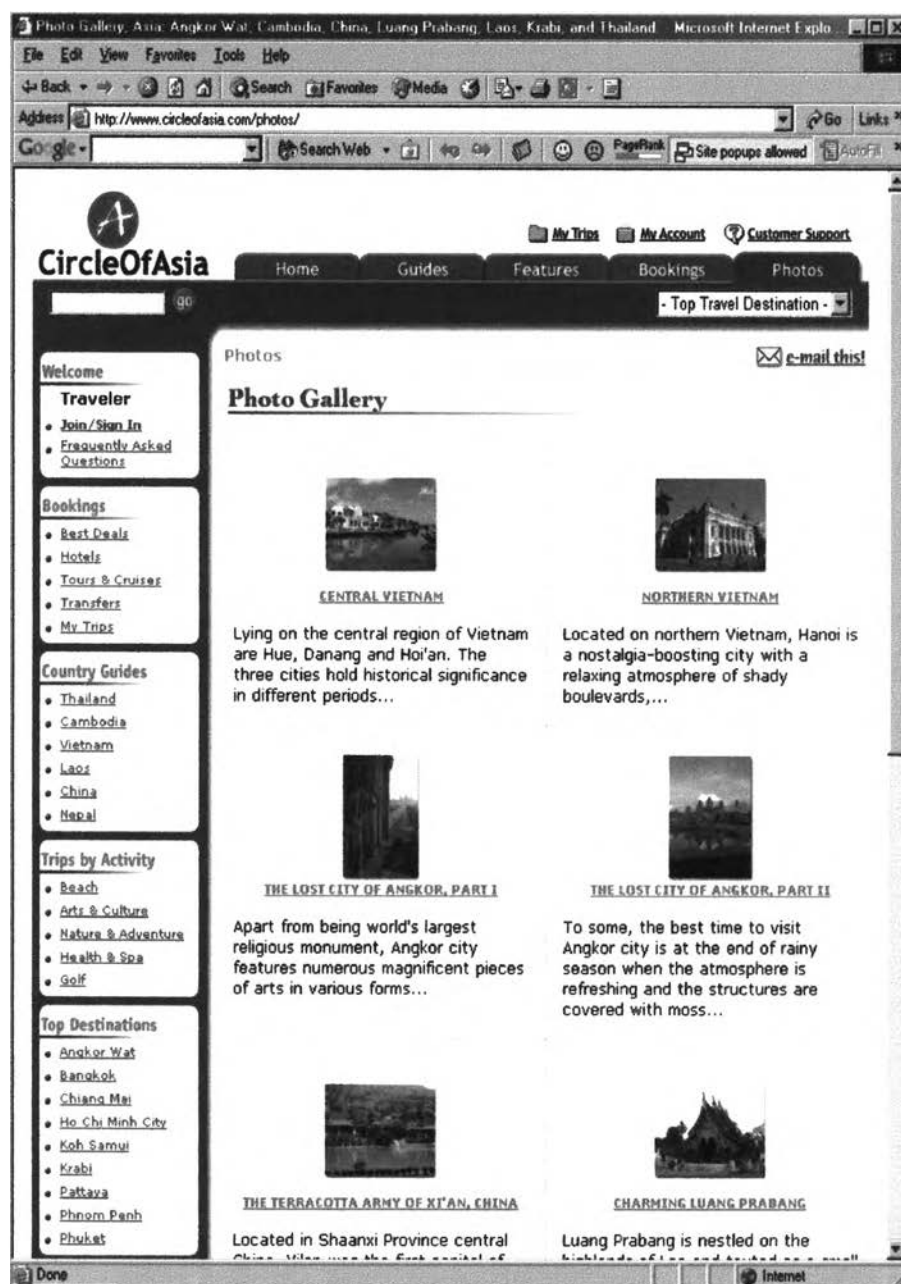 Photo Gallery, Asia: Angkor Wat, Cambodia, China, Luang Prabang, Laos, Krabi, and Thailand. Microsoft Internet Explo...
File Edit View Favorites Tools Help
Back Search Favorites Media
Address http://www.circleofasia.com/photos/ Go Links »
Google Search Web PageRank Site popups allowed AutoFill »
A
My Trips My Account Customer Support
CircleOfAsia Home Guides Features Bookings Photos
go - Top Travel Destination -
Photos e-mail this!
Photo Gallery
Welcome
Traveler
Join/Sign In
Frequently Asked
Questions
Bookings
Best Deals
Hotels
Tours & Cruises
Transfers
My Trips
Country Guides
Thailand
Cambodia
Vietnam
Laos
China
Nepal
Trips by Activity
Beach
Arts & Culture
Nature & Adventure
Health & Spa
Golf
Top Destinations
Angkor Wat
Bangkok
Chiang Mai
Ho Chi Minh City
Koh Samui
Krabi
Pattaya
Phnom Penh
Phuket
CENTRAL VIETNAM
Lying on the central region of Vietnam
are Hue, Danang and Hoi'an. The
three cities hold historical significance
in different periods...
NORTHERN VIETNAM
Located on northern Vietnam, Hanoi is
a nostalgia-boosting city with a
relaxing atmosphere of shady
boulevards,...
THE LOST CITY OF ANGKOR, PART I
Apart from being world's largest
religious monument, Angkor city
features numerous magnificent pieces
of arts in various forms...
THE LOST CITY OF ANGKOR, PART II
To some, the best time to visit
Angkor city is at the end of rainy
season when the atmosphere is
refreshing and the structures are
covered with moss...
THE TERRACOTTA ARMY OF XI'AN, CHINA
Located in Shaanxi Province central
CHARMING LUANG PRABANG
Luang Prabang is nestled on the
Done Internet